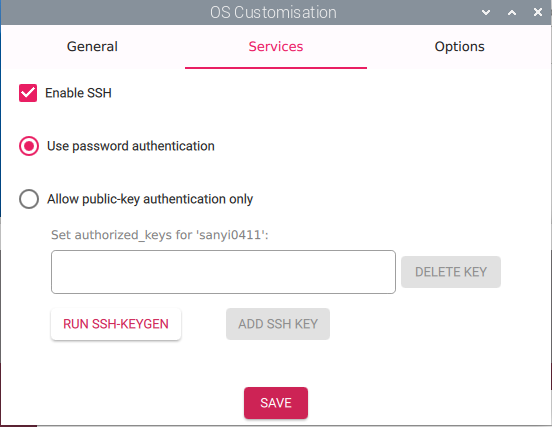 OS Customisation
General Services Options
Enable SSH
Use password authentication
Allow public-key authentication only
Set authorized_keys for 'sanyi0411':
DELETE KEY
RUN SSH-KEYGEN ADD SSH KEY
SAVE